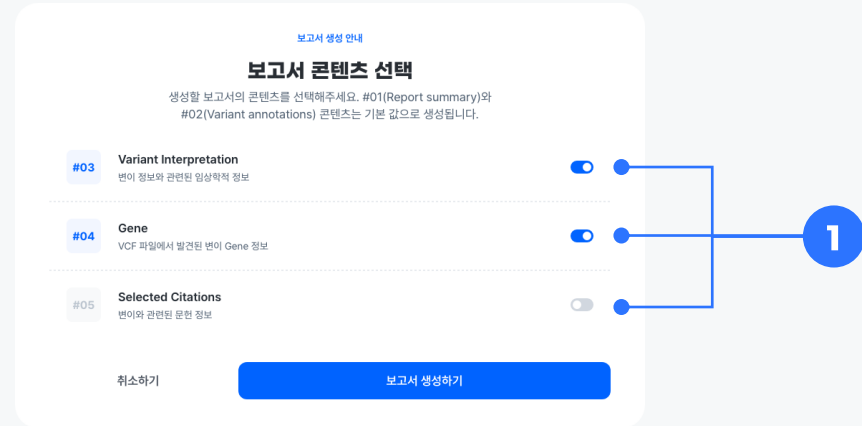 보고서 생성 안내
보고서 콘텐츠 선택
생성할 보고서의 콘텐츠를 선택해주세요. #01(Report summary)와
#02(Variant annotations) 콘텐츠는 기본 값으로 생성됩니다.
#03
Variant Interpretation
변이 정보와 관련된 임상학적 정보
#04
Gene
VCF 파일에서 발견된 변이 Gene 정보
1
#05
Selected Citations
변이와 관련된 문헌 정보
취소하기
보고서 생성하기